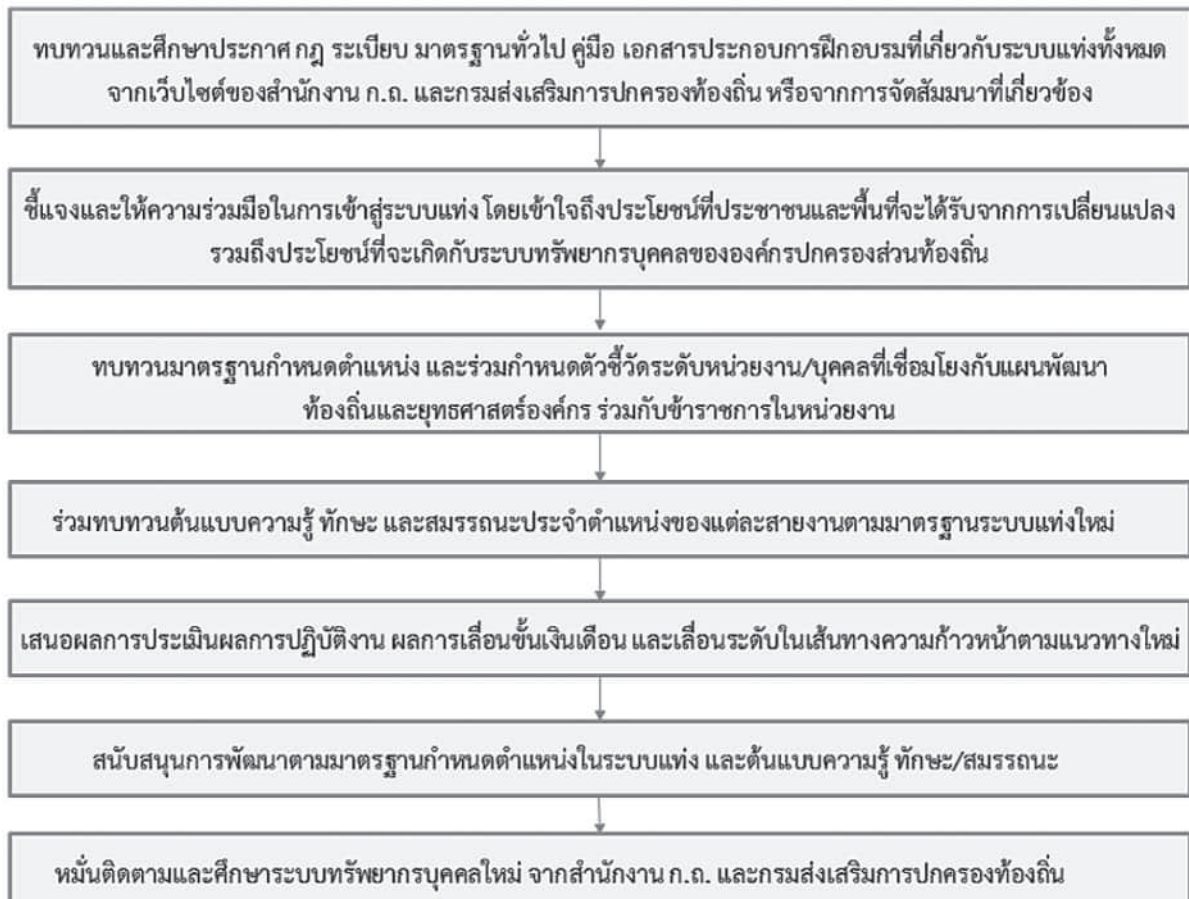 ทบทวนและศึกษาประกาศ กฎ ระเบียบ มาตรฐานทั่วไป คู่มือ เอกสารประกอบการฝึกอบรมที่เกี่ยวกับระบบแท่งทั้งหมด
จากเว็บไซต์ของสำนักงาน ก.ถ. และกรมส่งเสริมการปกครองท้องถิ่น หรือจากการจัดสัมมนาที่เกี่ยวข้อง
ชี้แจงและให้ความร่วมมือในการเข้าสู่ระบบแท่ง โดยเข้าใจถึงประโยชน์ที่ประชาชนและพื้นที่จะได้รับจากการเปลี่ยนแปลง
รวมถึงประโยชน์ที่จะเกิดกับระบบทรัพยากรบุคคลขององค์กรปกครองส่วนท้องถิ่น
ทบทวนมาตรฐานกำหนดตำแหน่ง และร่วมกำหนดตัวชี้วัดระดับหน่วยงาน/บุคคลที่เชื่อมโยงกับแผนพัฒนา
ท้องถิ่นและยุทธศาสตร์องค์กร ร่วมกับข้าราชการในหน่วยงาน
ร่วมทบทวนต้นแบบความรู้ ทักษะ และสมรรถนะประจำตำแหน่งของแต่ละสายงานตามมาตรฐานระบบแท่งใหม่
เสนอผลการประเมินผลการปฏิบัติงาน ผลการเลื่อนขั้นเงินเดือน และเลื่อนระดับในเส้นทางความก้าวหน้าตามแนวทางใหม่
สนับสนุนการพัฒนาตามมาตรฐานกำหนดตำแหน่งในระบบแท่ง และต้นแบบความรู้ ทักษะ/สมรรถนะ
หมั่นติดตามและศึกษาระบบทรัพยากรบุคคลใหม่ จากสำนักงาน ก.ถ. และกรมส่งเสริมการปกครองท้องถิ่น